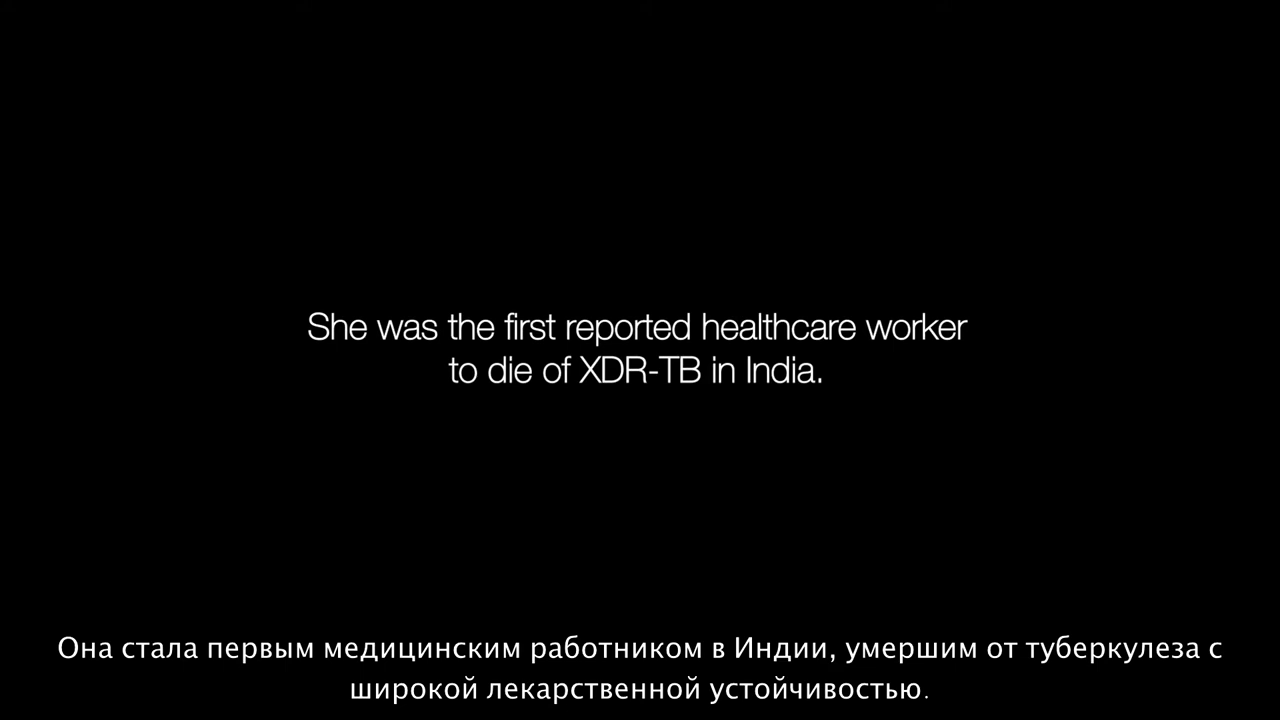 She was the first reported healthcare worker
to die of XDR-TB in India.
Она стала первым медицинским работником в Индии, умершим от туберкулеза с
широкой лекарственной устойчивостью.